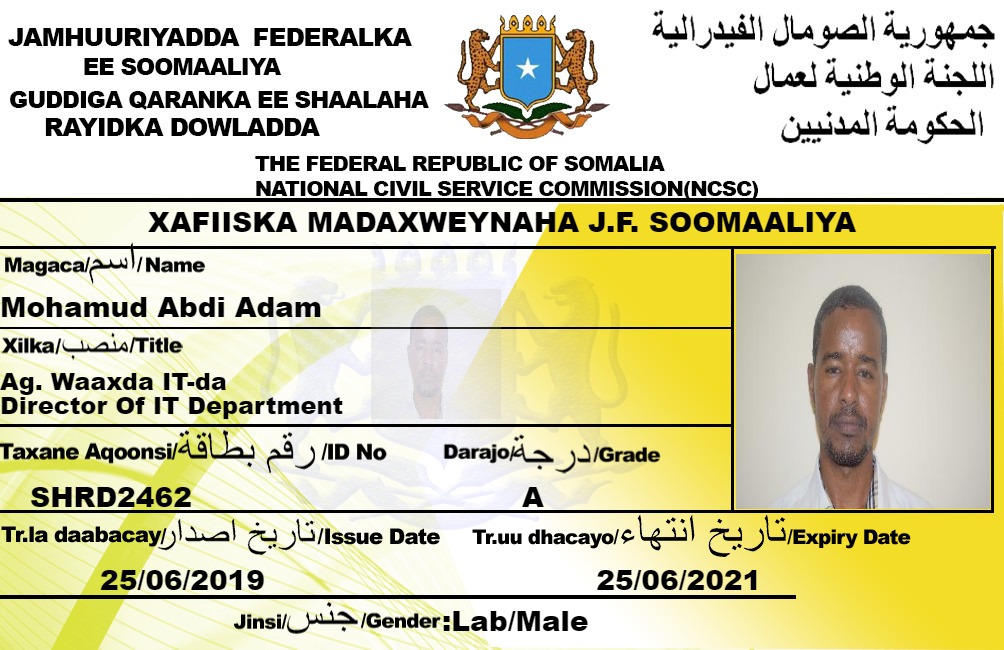 JAMHUURIYADDA FEDERALKA
EE SOOMAALIYA
GUDDIGA QARANKA EE SHAALAHA
RAYIDKA DOWLADDA
جمهورية الصومال الفيدرالية
اللجنة الوطنية لعمال
الحكومة المدنيين
THE FEDERAL REPUBLIC OF SOMALIA
NATIONAL CIVIL SERVICE COMMISSION(NCSC)
XAFIISKA MADAXWEYNAHA J.F. SOOMAALIYA
Magaca/اسم/Name
Mohamud Abdi Adam
Xilka/منصب/Title
Ag. Waaxda IT-da
Director Of IT Department
Taxane Aqoonsi/رقم بطاقة/ID No
SHRD2462
Darajo/درجة/Grade
A
Tr.la daabacay/تاريخ اصدار/Issue Date
25/06/2019
Tr.uu dhacayo/تاريخ انتهاء/Expiry Date
25/06/2021
Jinsi/جنس/Gender:Lab/Male